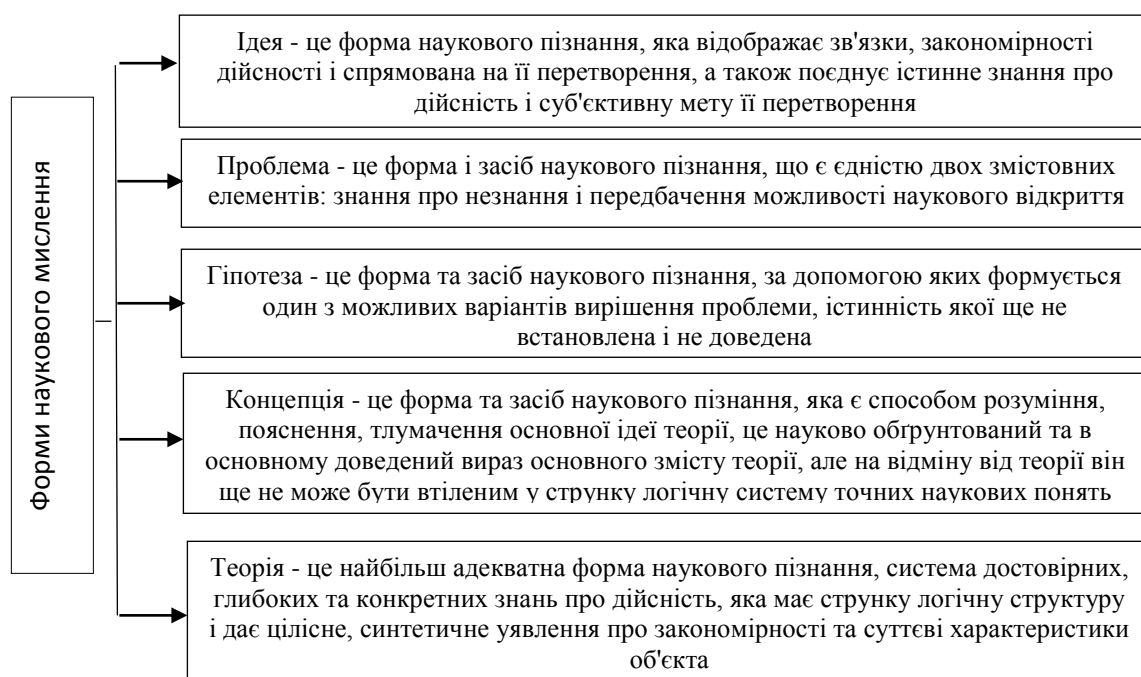 Форми наукового мислення
Ідея - це форма наукового пізнання, яка відображає зв'язки, закономірності
дійсності і спрямована на її перетворення, а також поєднує істинне знання про
дійсність і суб'єктивну мету її перетворення
Проблема - це форма і засіб наукового пізнання, що є єдністю двох змістовних
елементів: знання про незнання і передбачення можливості наукового відкриття
Гіпотеза - це форма та засіб наукового пізнання, за допомогою яких формується
один з можливих варіантів вирішення проблеми, істинність якої ще не
встановлена і не доведена
Концепція - це форма та засіб наукового пізнання, яка є способом розуміння,
пояснення, тлумачення основної ідеї теорії, це науково обґрунтований та в
основному доведений вираз основного змісту теорії, але на відміну від теорії він
ще не може бути втіленим у струнку логічну систему точних наукових понять
Теорія - це найбільш адекватна форма наукового пізнання, система достовірних,
глибоких та конкретних знань про дійсність, яка має струнку логічну структуру
і дає цілісне, синтетичне уявлення про закономірності та суттєві характеристики
об'єкта